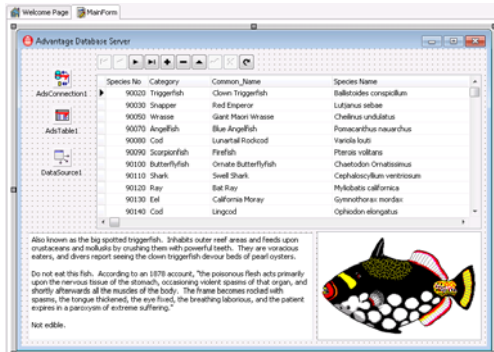 Welcome Page MainForm
Advantage Database Server
Species No Category Common_Name Species Name
90020 Triggerfish Clown Triggerfish Ballistoides conspicillum
90030 Snapper Red Emperor Lutjanus sebae
90050 Wrasse Giant Maori Wrasse Cheilinus undulatus
90070 Angelfish Blue Angelfish Pomacanthus nauarchus
90080 Cod Lunartail Rockcod Variola louti
90090 Scorpionfish Firefish Pterois volitans
90100 Butterflyfish Ornate Butterflyfish Chaetodon Ornatissimus
90110 Shark Swell Shark Cephaloscyllium ventriosum
90120 Ray Bat Ray Myliobatis californica
90130 Eel California Moray Gymnothorax mordax
90140 Cod Lingcod Ophiodon elongatus
AdsConnection1
AdsTable1
DataSource1
Also known as the big spotted triggerfish. Inhabits outer reef areas and feeds upon
crustaceans and mollusks by crushing them with powerful teeth. They are voracious
eaters, and divers report seeing the clown triggerfish devour beds of pearl oysters.
Do not eat this fish. According to an 1878 account, "the poisonous flesh acts primarily
upon the nervous tissue of the stomach, occasioning violent spasms of that organ, and
shortly afterwards all the muscles of the body. The frame becomes rocked with
spasms, the tongue thickened, the eye fixed, the breathing laborious, and the patient
expires in a paroxysm of extreme suffering."
Not edible.